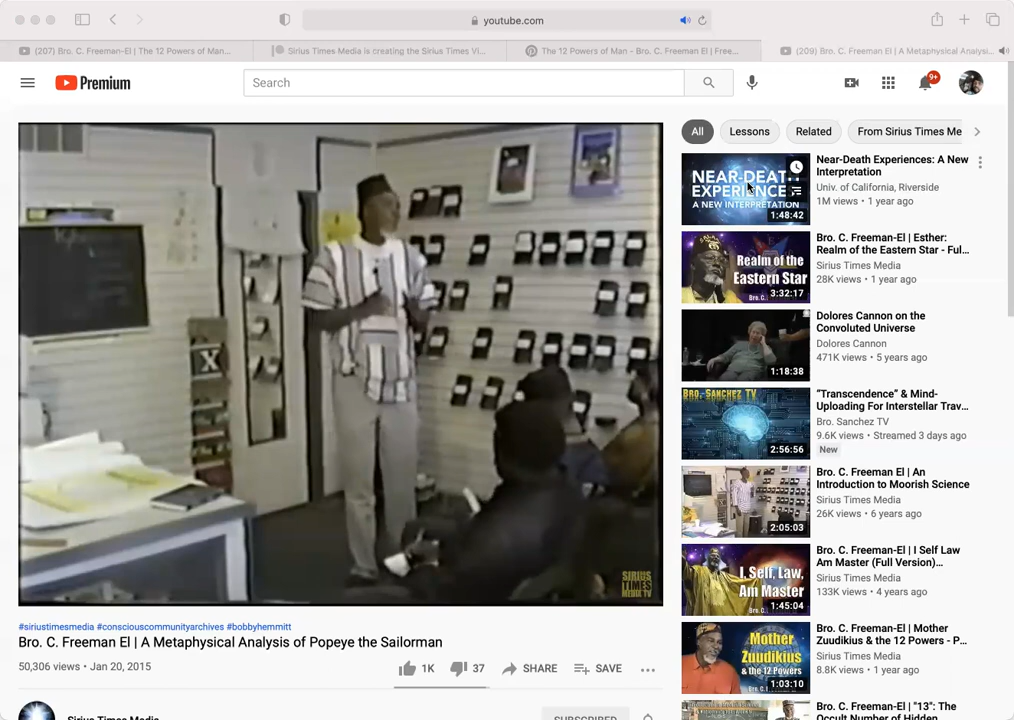 youtube.com
(207) Bro. C. Freeman-El | The 12 Powers of Man...
Sirius Times Media is creating the Sirius Times Vi...
The 12 Powers of Man - Bro. C. Freeman El | Free...
(209) Bro. C. Freeman El | A Metaphysical Analysi...
Premium
Search
9+
All
Lessons
Related
From Sirius Times Me
X
SIRIUS
TIMES
MEDIA TV
#siriustimesmedia #consciouscommunityarchives #bobbyhemmitt
Bro. C. Freeman El | A Metaphysical Analysis of Popeye the Sailorman
50,306 views • Jan 20, 2015
1K
37
SHARE
SAVE
Sirius Times Media
SUBSCRIBED
NEAR-DEATH
EXPERIENCES
A NEW INTERPRETATION
1:48:42
Near-Death Experiences: A New
Interpretation
Univ. of California, Riverside
1M views • 1 year ago
Realm of the
Eastern Star
Bro. C.
3:32:17
Bro. C. Freeman-El | Esther:
Realm of the Eastern Star - Ful...
Sirius Times Media
28K views • 1 year ago
1:18:38
Dolores Cannon on the
Convoluted Universe
Dolores Cannon
471K views • 5 years ago
BRO. SANCHEZ TV
2:56:56
“Transcendence” & Mind-
Uploading For Interstellar Trav...
Bro. Sanchez TV
9.6K views • Streamed 3 days ago
New
2:05:03
Bro. C. Freeman El | An
Introduction to Moorish Science
Sirius Times Media
26K views • 6 years ago
I, Self, Law,
Am Master
1:45:04
Bro. C. Freeman-El | I Self Law
Am Master (Full Version)...
Sirius Times Media
133K views • 4 years ago
Mother
Zuudikius
& the 12 Powers
1:03:10
Bro. C. Freeman-El | Mother
Zuudikius & the 12 Powers - P...
Sirius Times Media
8.8K views • 1 year ago
Bro. C. Freeman-El | "13": The
Occult Number of Hidden